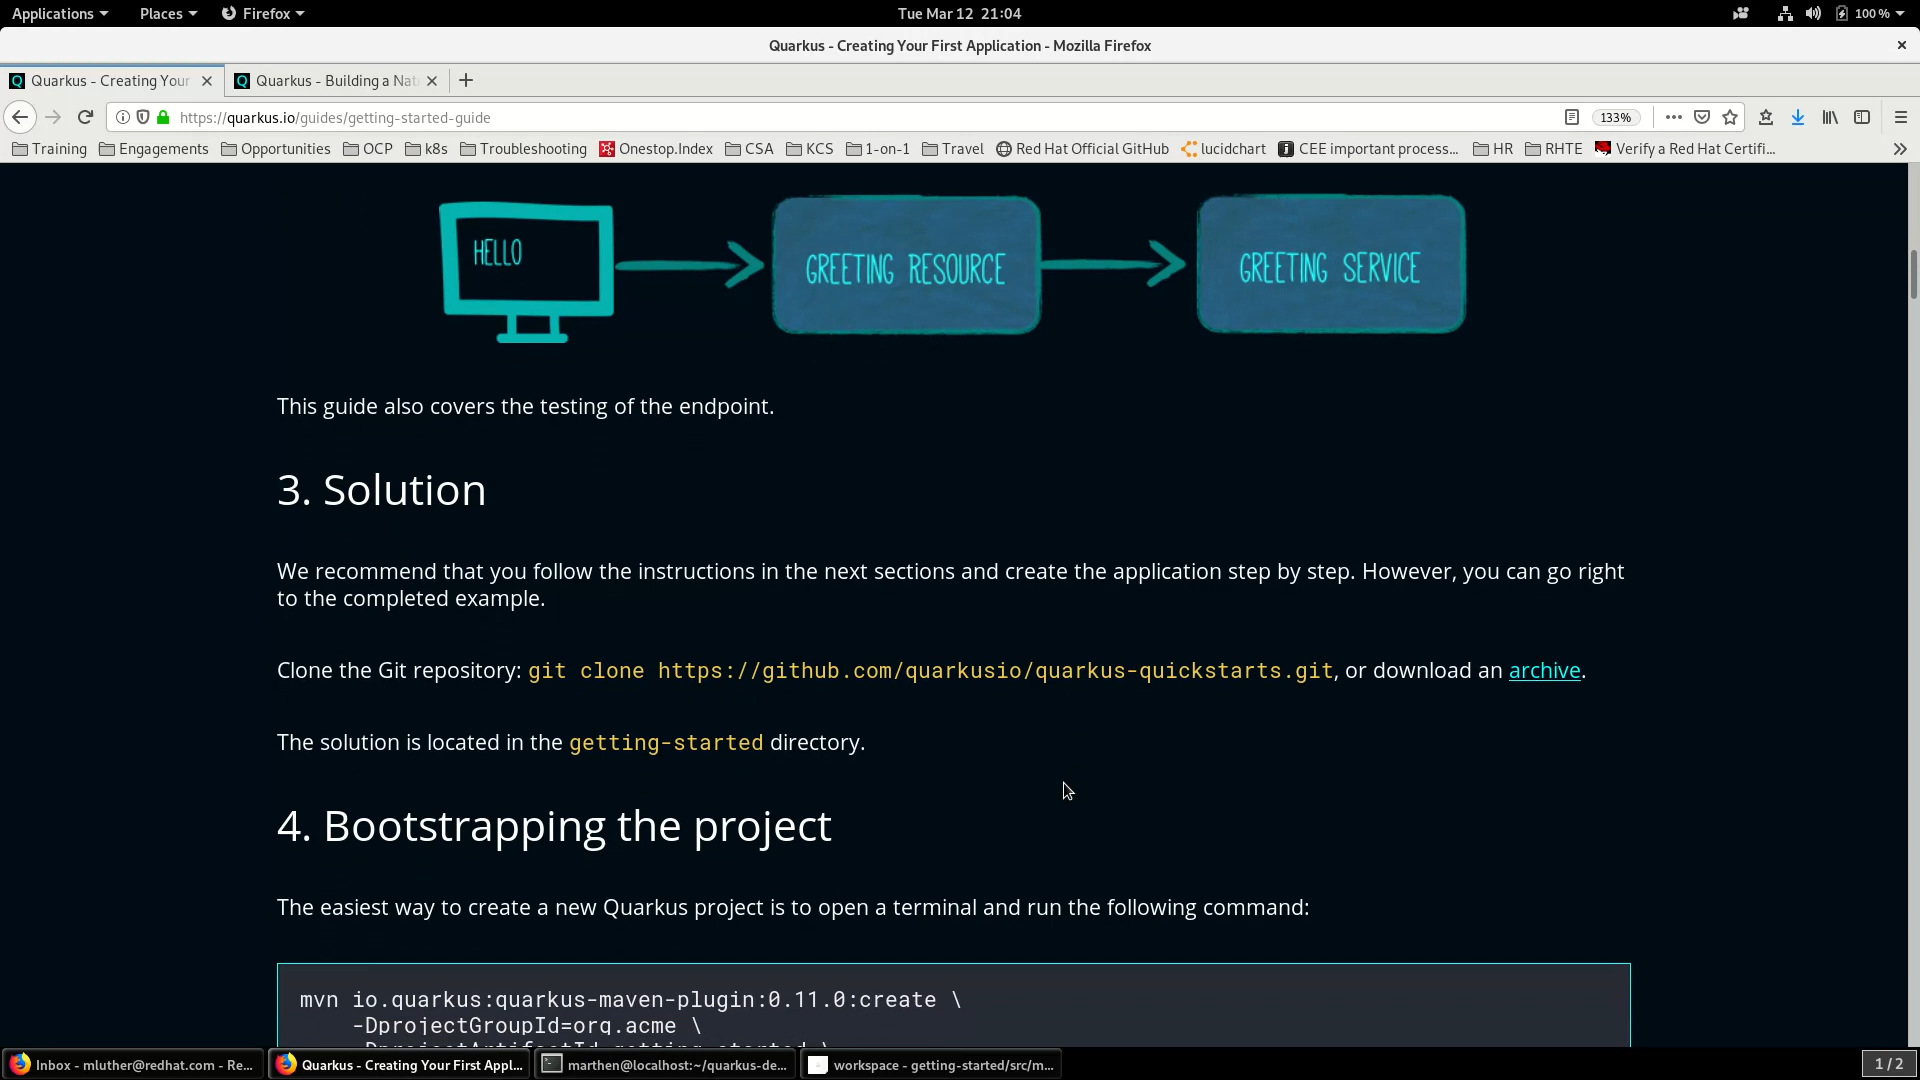 Applications Places Firefox Tue Mar 12 21:04 100 %
Quarkus - Creating Your First Application - Mozilla Firefox
Quarkus - Creating Your Quarkus - Building a Nat
https://quarkus.io/guides/getting-started-guide 133%
Training Engagements Opportunities OCP k8s Troubleshooting Onestop.Index CSA KCS 1-on-1 Travel Red Hat Official GitHub lucidchart CEE important process... HR RHTE Verify a Red Hat Certifi...
HELLO GREETING RESOURCE GREETING SERVICE
This guide also covers the testing of the endpoint.
3. Solution
We recommend that you follow the instructions in the next sections and create the application step by step. However, you can go right
to the completed example.
Clone the Git repository: git clone https://github.com/quarkusio/quarkus-quickstarts.git, or download an archive.
The solution is located in the getting-started directory.
4. Bootstrapping the project
The easiest way to create a new Quarkus project is to open a terminal and run the following command:
mvn io.quarkus:quarkus-maven-plugin:0.11.0:create \
-DprojectGroupId=org.acme \
-DprojectArtifactId=getting-started \
Inbox - mluther@redhat.com - Re... Quarkus - Creating Your First Appl... marthen@localhost:~/quarkus-de... workspace - getting-started/src/m... 1 / 2